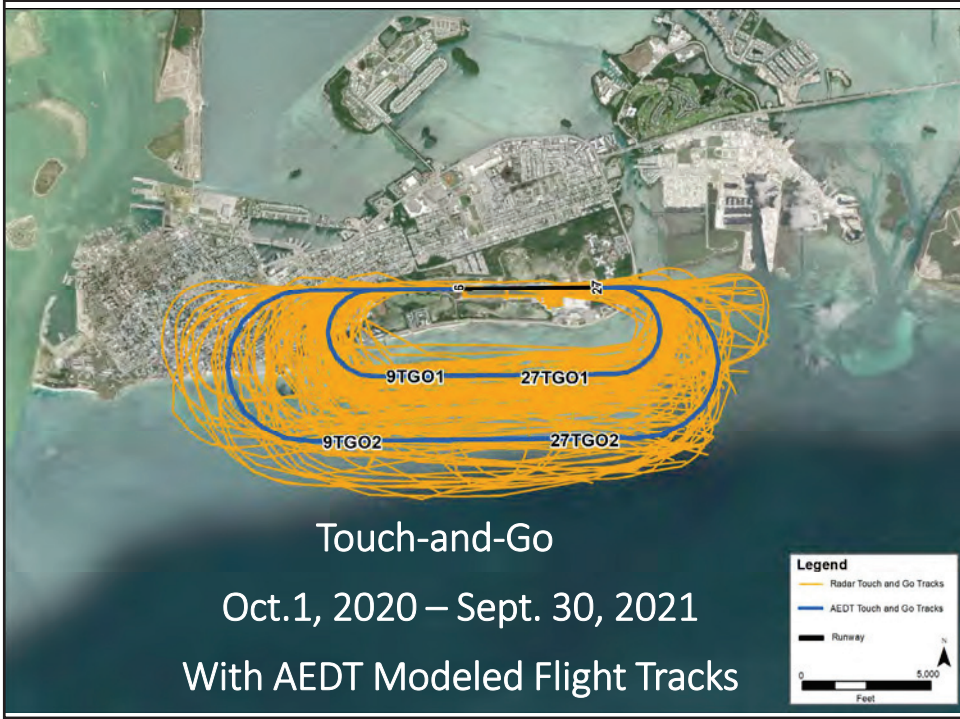 9
27
9TGO1
27TGO1
9TGO2
27TGO2
Touch-and-Go
Oct.1, 2020 – Sept. 30, 2021
With AEDT Modeled Flight Tracks
Legend
Radar Touch and Go Tracks
AEDT Touch and Go Tracks
Runway
N
0 5,000
Feet